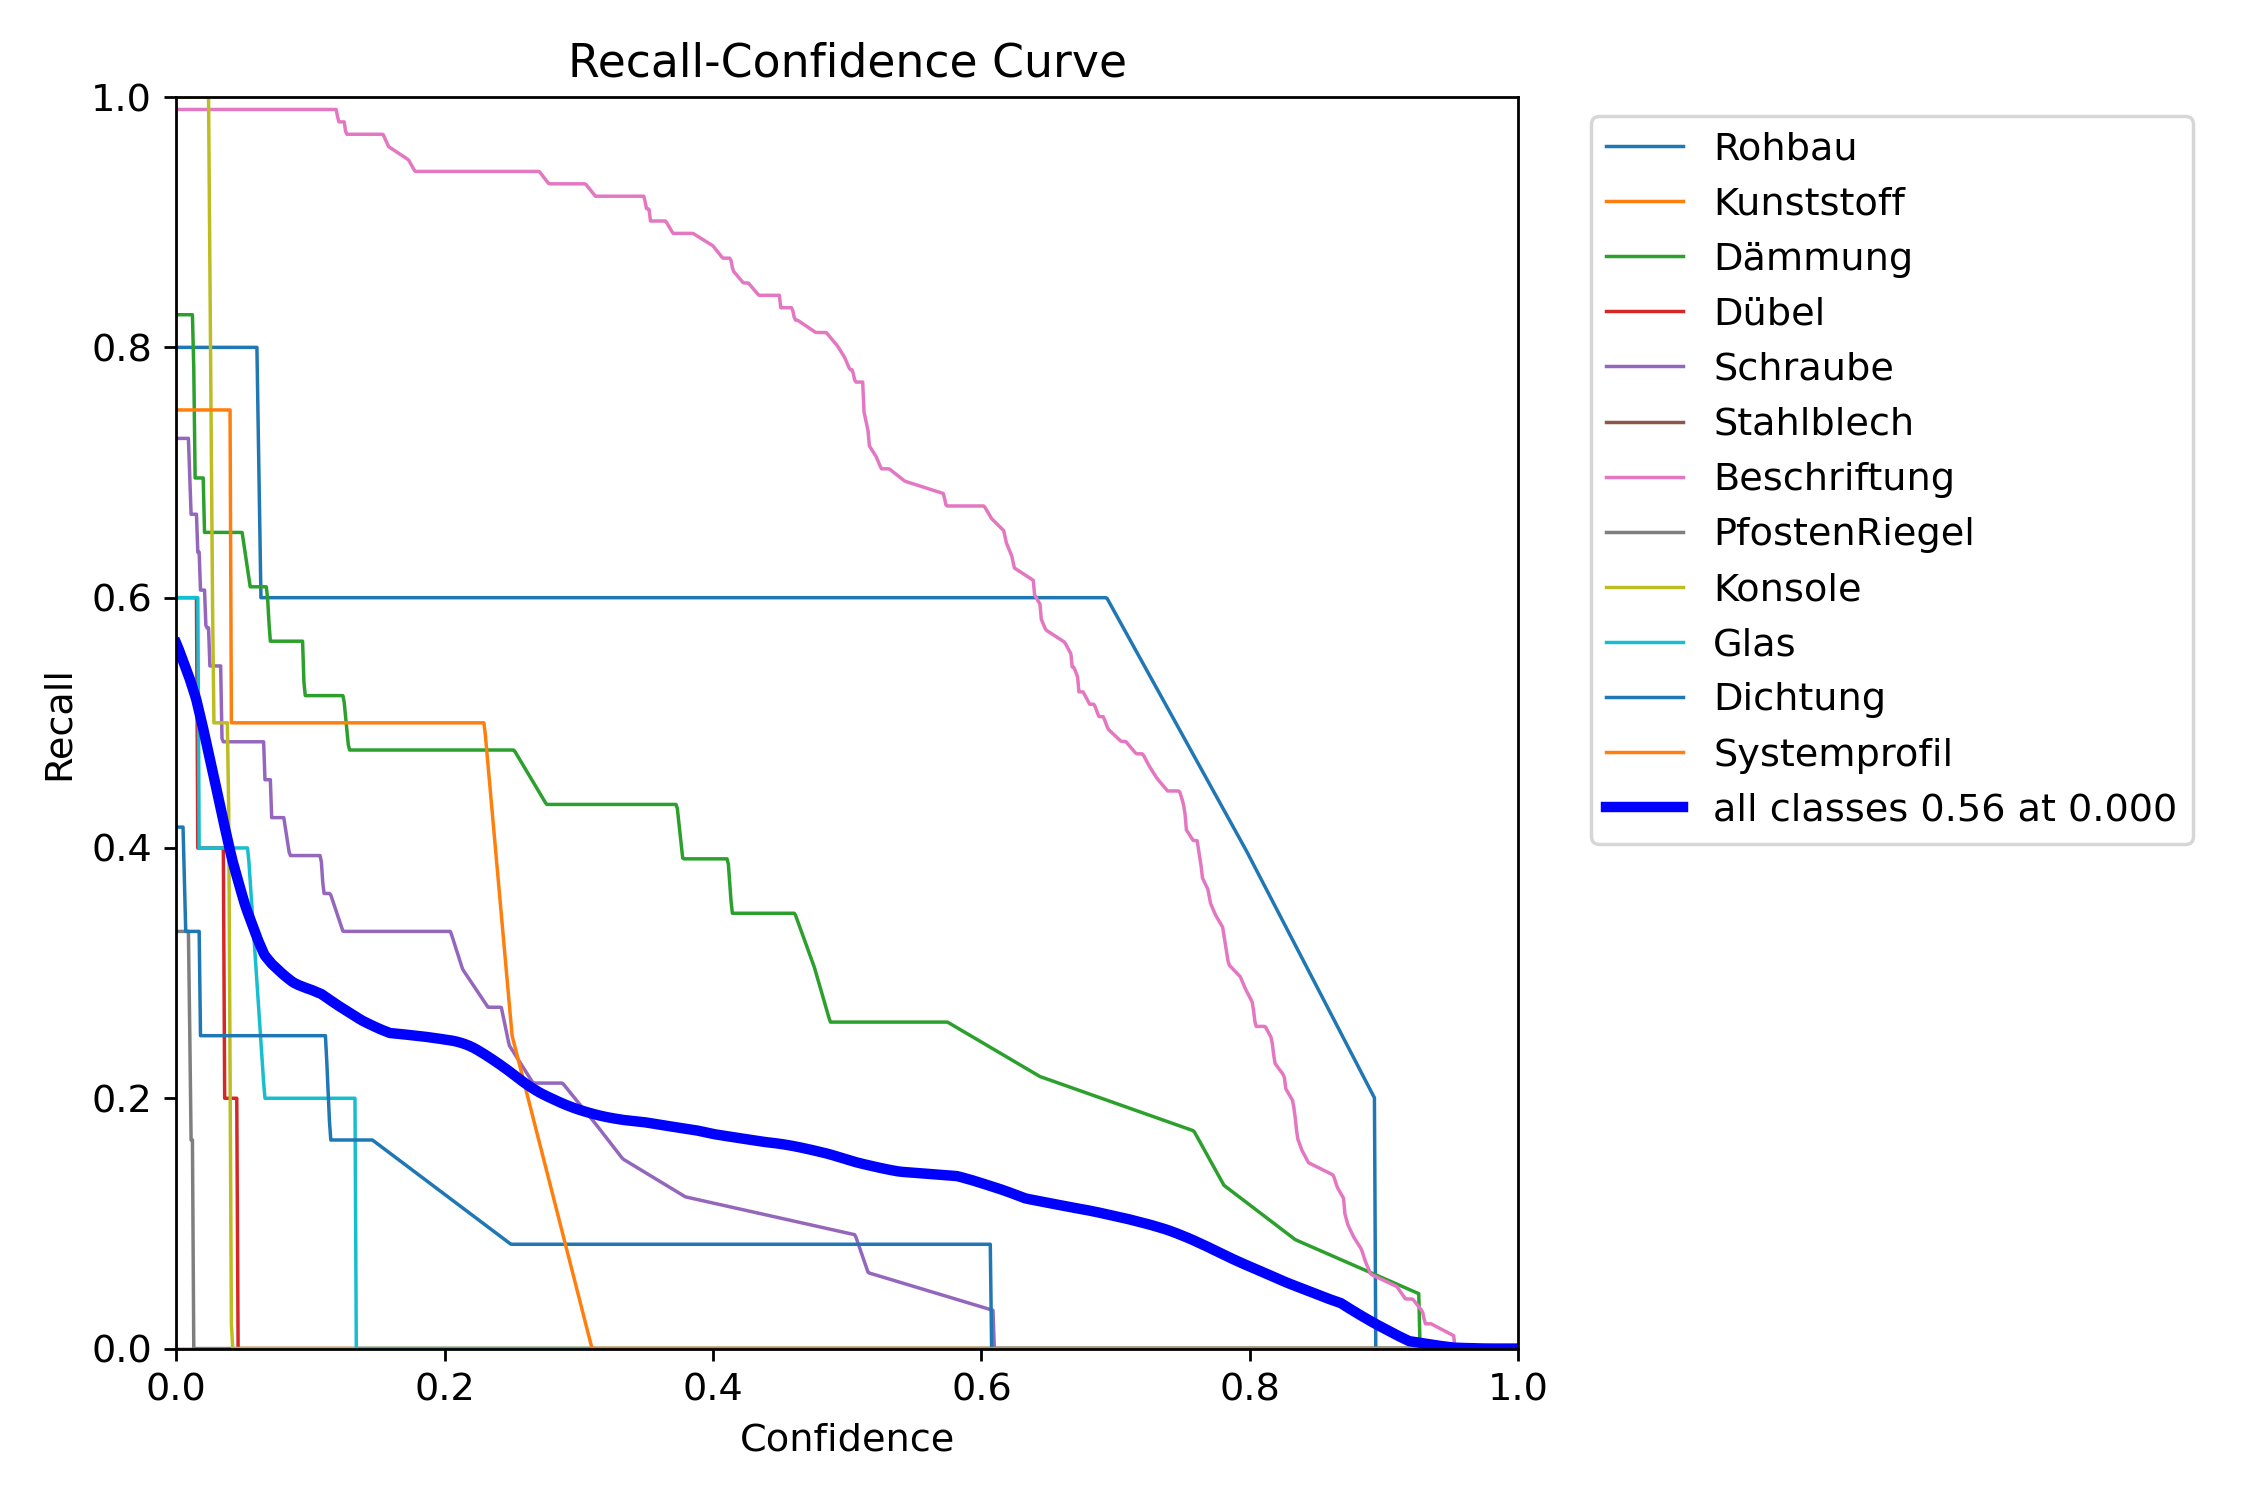 Recall-Confidence Curve
1.0
0.8
0.6
0.4
0.2
0.0
Recall
0.0 0.2 0.4 0.6 0.8 1.0
Confidence
Rohbau
Kunststoff
Dämmung
Dübel
Schraube
Stahlblech
Beschriftung
PfostenRiegel
Konsole
Glas
Dichtung
Systemprofil
all classes 0.56 at 0.000